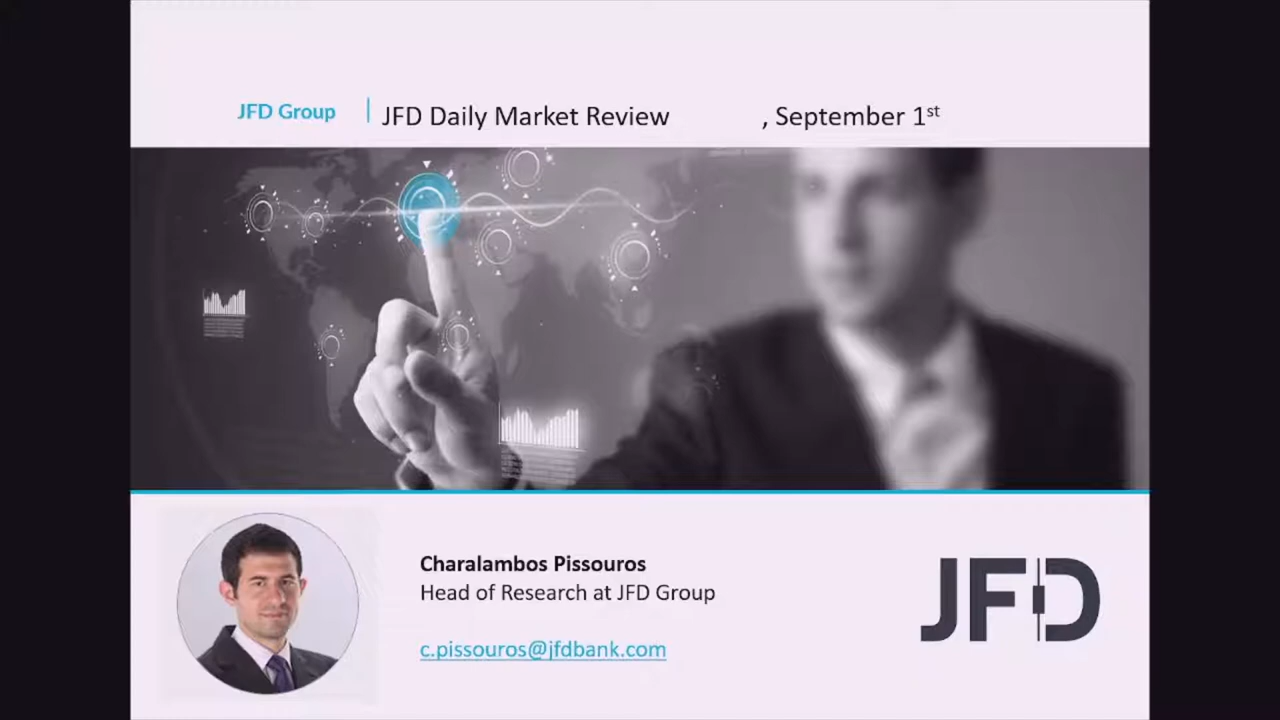 JFD Group
JFD Daily Market Review , September 1st
Charalambos Pissouros
Head of Research at JFD Group
c.pissouros@jfdbank.com
JFD